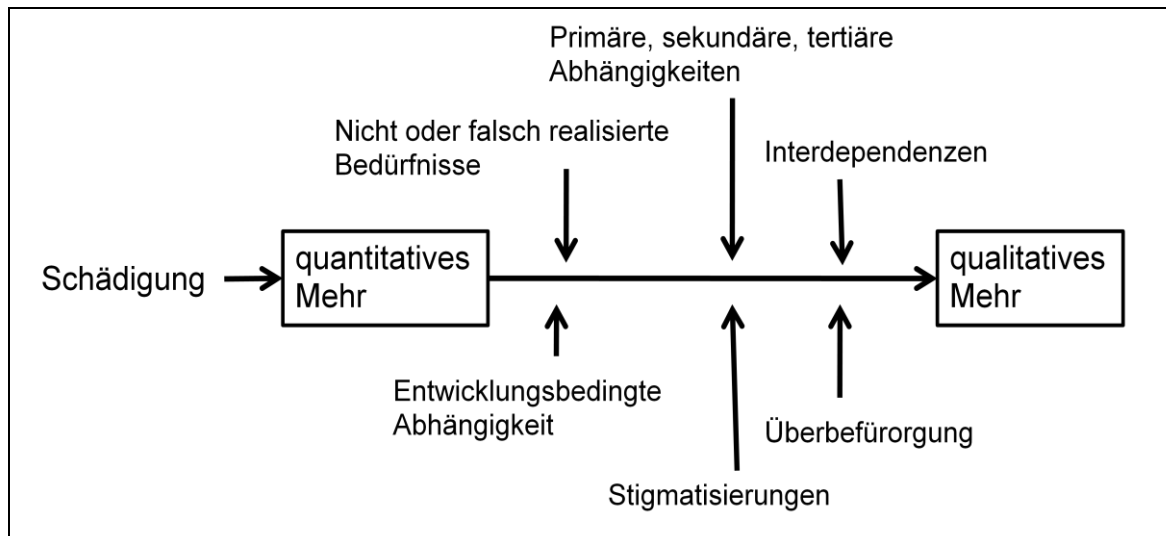 Primäre, sekundäre, tertiäre
Abhängigkeiten
Nicht oder falsch realisierte
Bedürfnisse
Interdependenzen
Schädigung
quantitatives
Mehr
qualitatives
Mehr
Entwicklungsbedingte
Abhängigkeit
Überbefürorgung
Stigmatisierungen